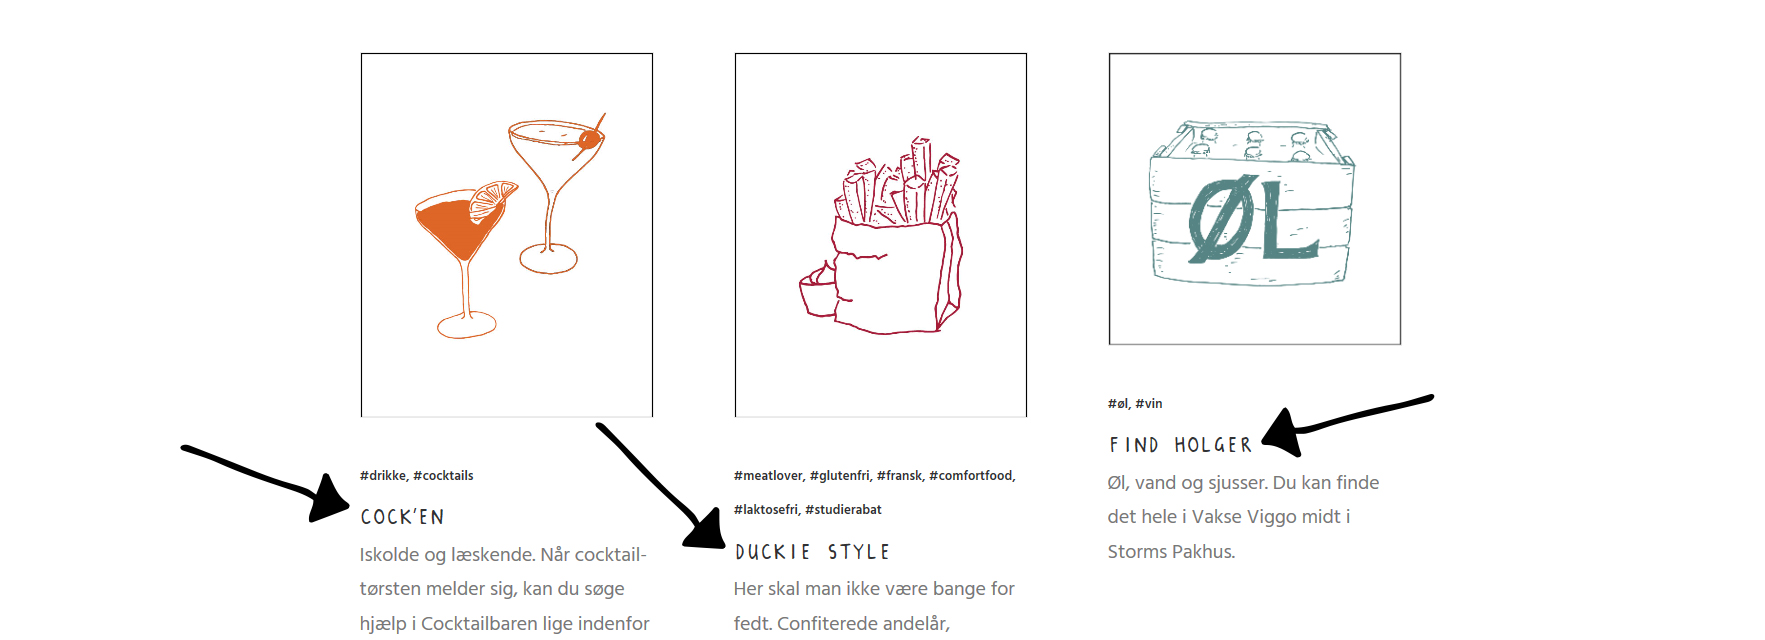 #drikke, #cocktails
COCK'EN
Iskolde og læskende. Når cocktail-
tørsten melder sig, kan du søge
hjælp i Cocktailbaren lige indenfor
#meatlover, #glutenfri, #fransk, #comfortfood,
#laktosefri, #studierabat
DUCKIE STYLE
Her skal man ikke være bange for
fedt. Confiterede andelår,
ØL
#øl, #vin
FIND HOLGER
Øl, vand og sjusser. Du kan finde
det hele i Vakse Viggo midt i
Storms Pakhus.